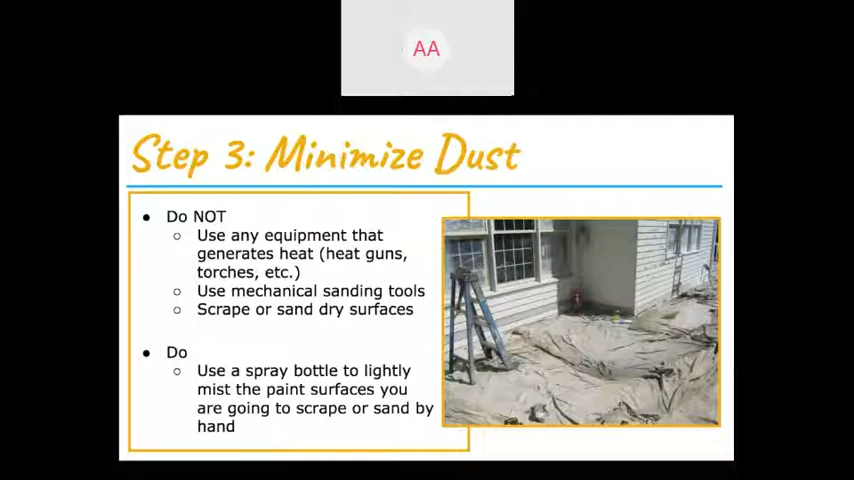 AA
Step 3: Minimize Dust
● Do NOT
○ Use any equipment that
generates heat (heat guns,
torches, etc.)
○ Use mechanical sanding tools
○ Scrape or sand dry surfaces
● Do
○ Use a spray bottle to lightly
mist the paint surfaces you
are going to scrape or sand by
hand